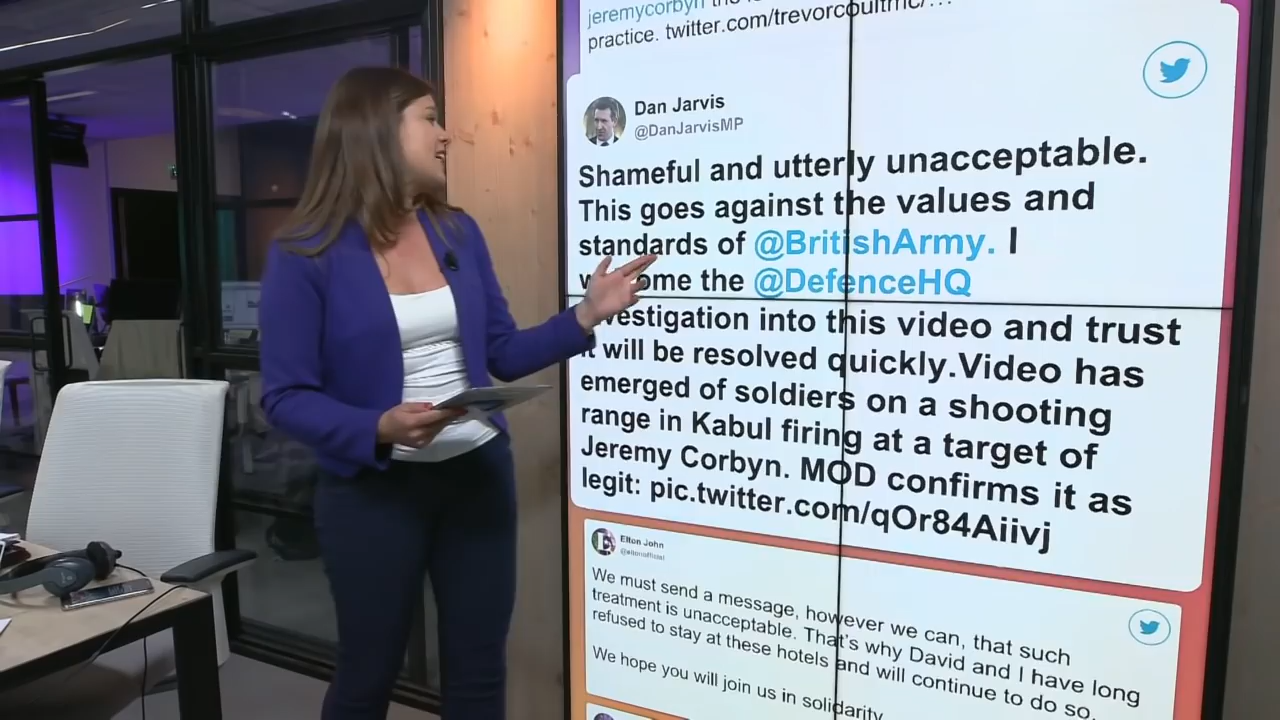 jeremycorbyn
practice. twitter.com/trevorcoultmc/…
Dan Jarvis
@DanJarvisMP
Shameful and utterly unacceptable.
This goes against the values and
standards of @BritishArmy. I
the @DefenceHQ
investigation into this video and trust
it will be resolved quickly.Video has
emerged of soldiers on a shooting
range in Kabul firing at a target of
Jeremy Corbyn. MOD confirms it as
legit: pic.twitter.com/qOr84Aiivj
Elton John
@eltonofficial
We must send a message, however we can, that such
treatment is unacceptable. That's why David and I have long
refused to stay at these hotels and will continue to do so.
We hope you will join us in solidarity